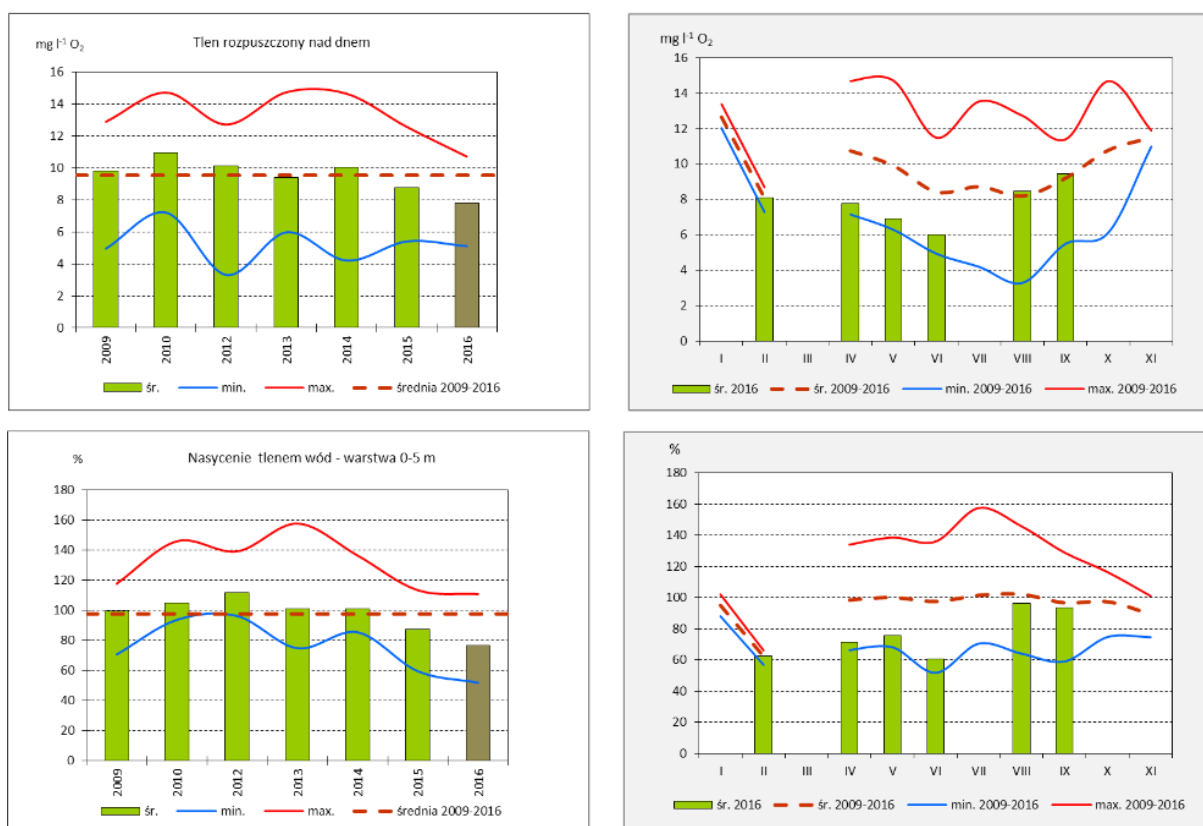 mg l⁻¹ O₂
Tlen rozpuszczony nad dnem
16
14
12
10
8
6
4
2
0
2009
2010
2012
2013
2014
2015
2016
śr.
min.
max.
średnia 2009-2016
mg l⁻¹ O₂
16
14
12
10
8
6
4
2
0
I
II
III
IV
V
VI
VII
VIII
IX
X
XI
śr. 2016
śr. 2009-2016
min. 2009-2016
max. 2009-2016
%
Nasycenie tlenem wód - warstwa 0-5 m
180
160
140
120
100
80
60
40
20
0
2009
2010
2012
2013
2014
2015
2016
śr.
min.
max.
średnia 2009-2016
%
180
160
140
120
100
80
60
40
20
0
I
II
III
IV
V
VI
VII
VIII
IX
X
XI
śr. 2016
śr. 2009-2016
min. 2009-2016
max. 2009-2016